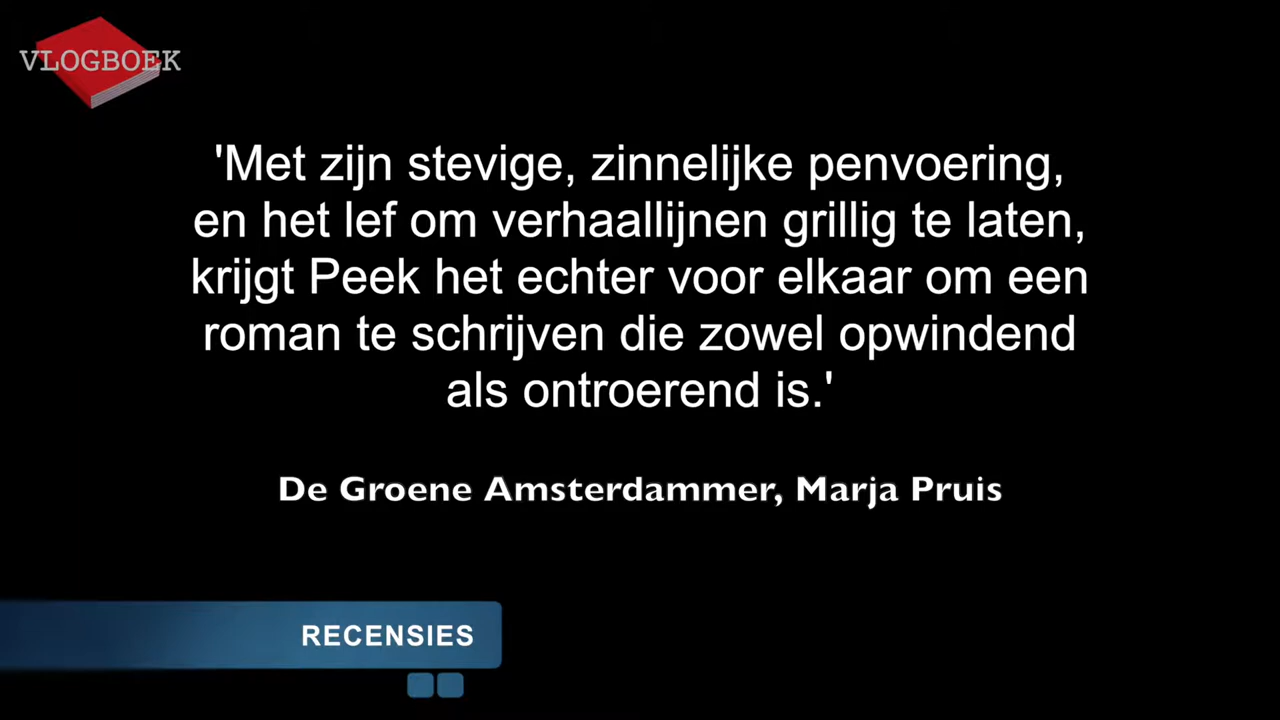 VLOGBOEK
'Met zijn stevige, zinnelijke penvoering,
en het lef om verhaallijnen grillig te laten,
krijgt Peek het echter voor elkaar om een
roman te schrijven die zowel opwindend
als ontroerend is.'
De Groene Amsterdammer, Marja Pruis
RECENSIES